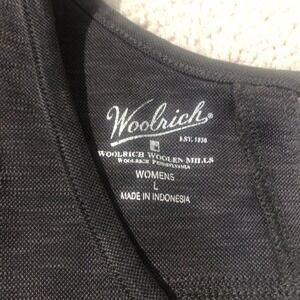 Woolrich®
EST. 1830
WOOLRICH WOOLEN MILLS
WOOLRICH PENNSYLVANIA
WOMENS
L
MADE IN INDONESIA